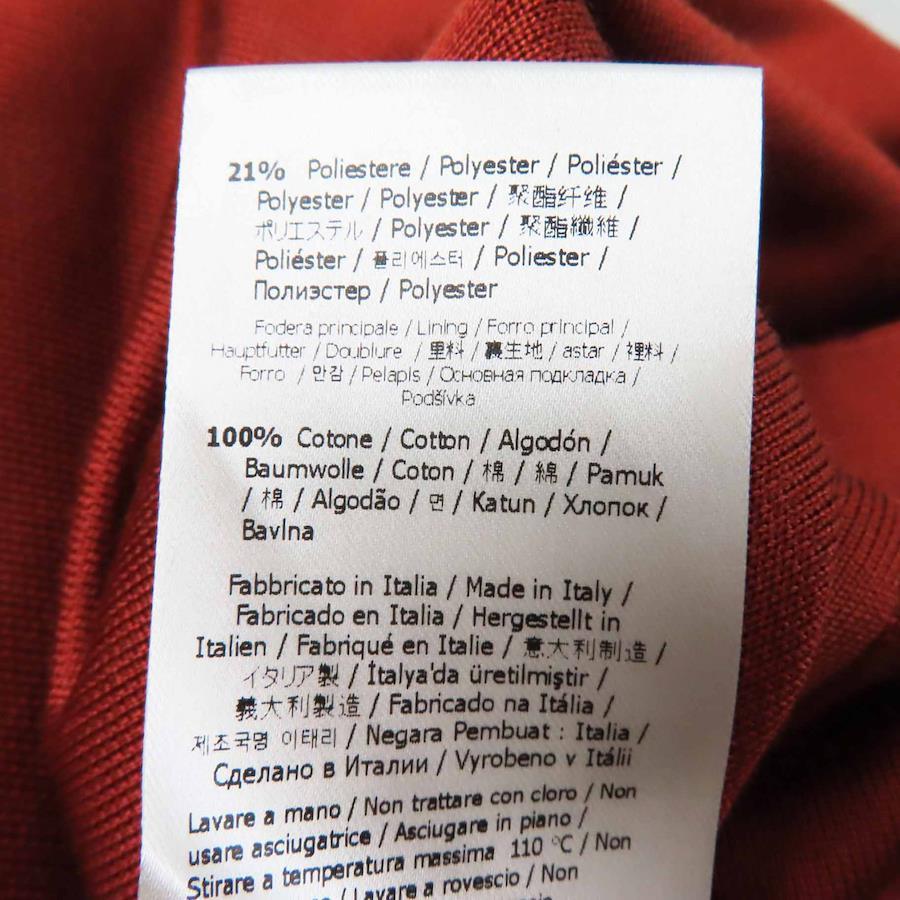 21% Poliestere / Polyester / Poliéster /
Polyester / Polyester / 聚酯纤维 /
ポリエステル / Polyester / 聚酯纖維 /
Poliéster / 폴리에스터 / Poliester /
Полиэстер / Polyester
Fodera principale / Lining / Forro principal /
Hauptfutter / Doublure / 里料 / 裏生地 / astar / 裡料 /
Forro / 안감 / Pelapis / Основная подкладка /
Podšívka
100% Cotone / Cotton / Algodón /
Baumwolle / Coton / 棉 / 綿 / Pamuk
/ 棉 / Algodão / 면 / Katun / Хлопок /
Bavlna
Fabbricato in Italia / Made in Italy /
Fabricado en Italia / Hergestellt in
Italien / Fabriqué en Italie / 意大利制造 /
イタリア製 / İtalya'da üretilmiştir /
義大利製造 / Fabricado na Itália /
제조국명 이태리 / Negara Pembuat : Italia /
Сделано в Италии / Vyrobeno v Itálii
Lavare a mano / Non trattare con cloro / Non
usare asciugatrice / Asciugare in piano /
Stirare a temperatura massima 110 °C / Non
/ Lavare a rovescio / Non